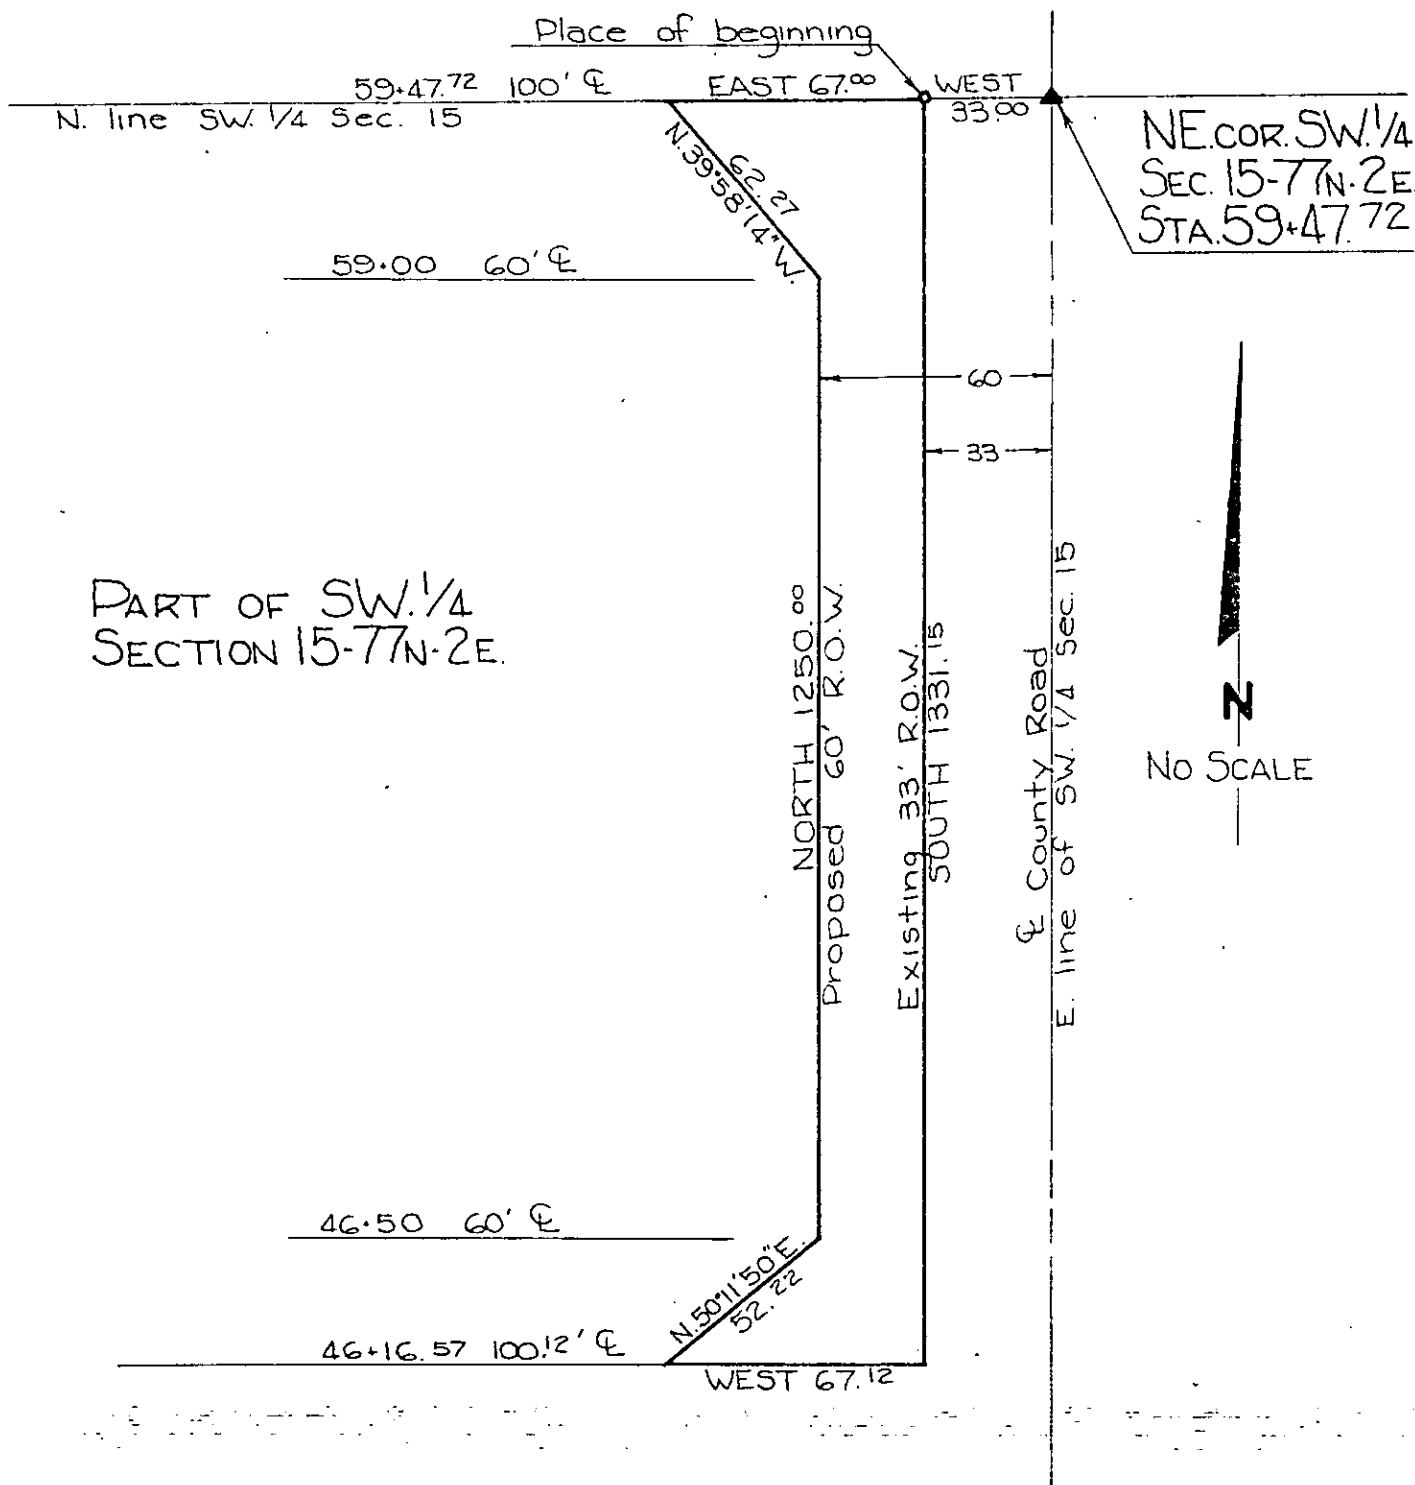 Place of beginning
59+47.72 100' ℄
EAST 67.00
WEST
33.00
N. line SW. 1/4 Sec. 15
NE.COR.SW.1/4
SEC. 15-77N-2E.
STA.59+47.72
62.27
N.39°58'14"W.
59+00 60' ℄
60
33
PART OF SW.1/4
SECTION 15-77N-2E.
NORTH 1250.00
Proposed 60' R.O.W.
Existing 33' R.O.W.
SOUTH 1331.15
℄ County Road
E. line of SW. 1/4 Sec. 15
N
NO SCALE
46+50 60' ℄
N.50°11'50"E.
52.22
46+16.57 100.12' ℄
WEST 67.12